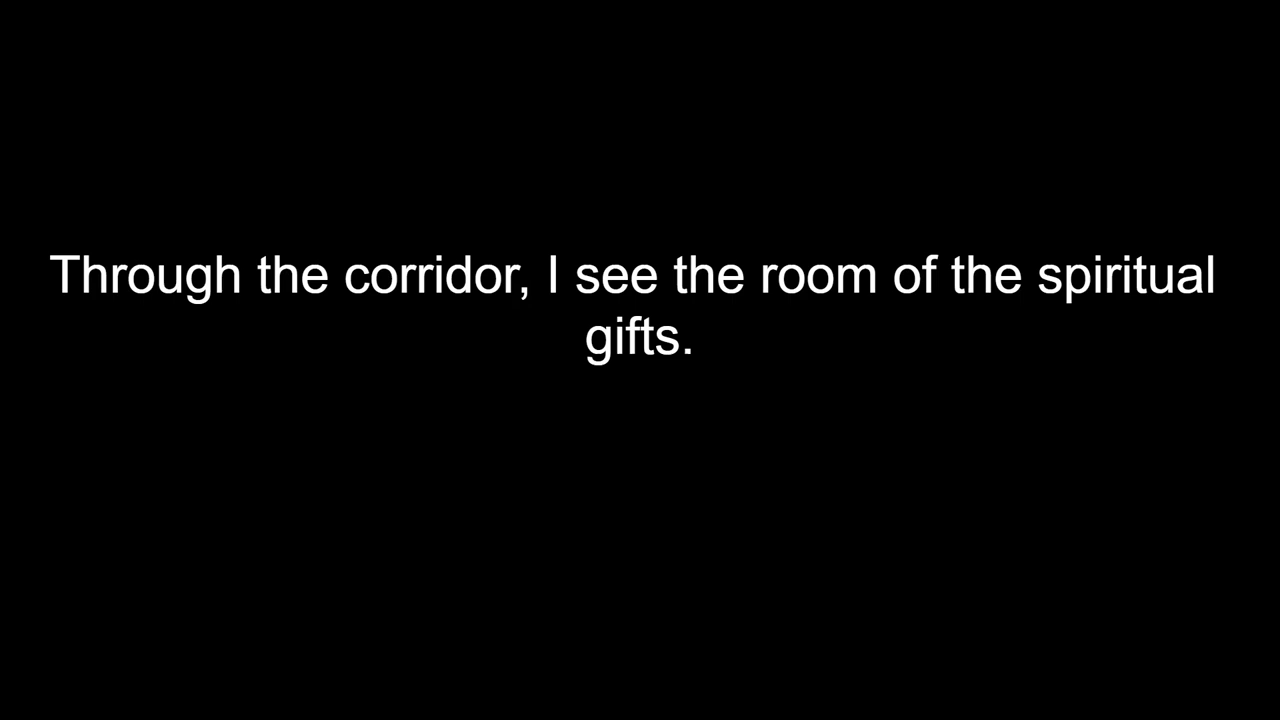 Through the corridor, I see the room of the spiritual
gifts.